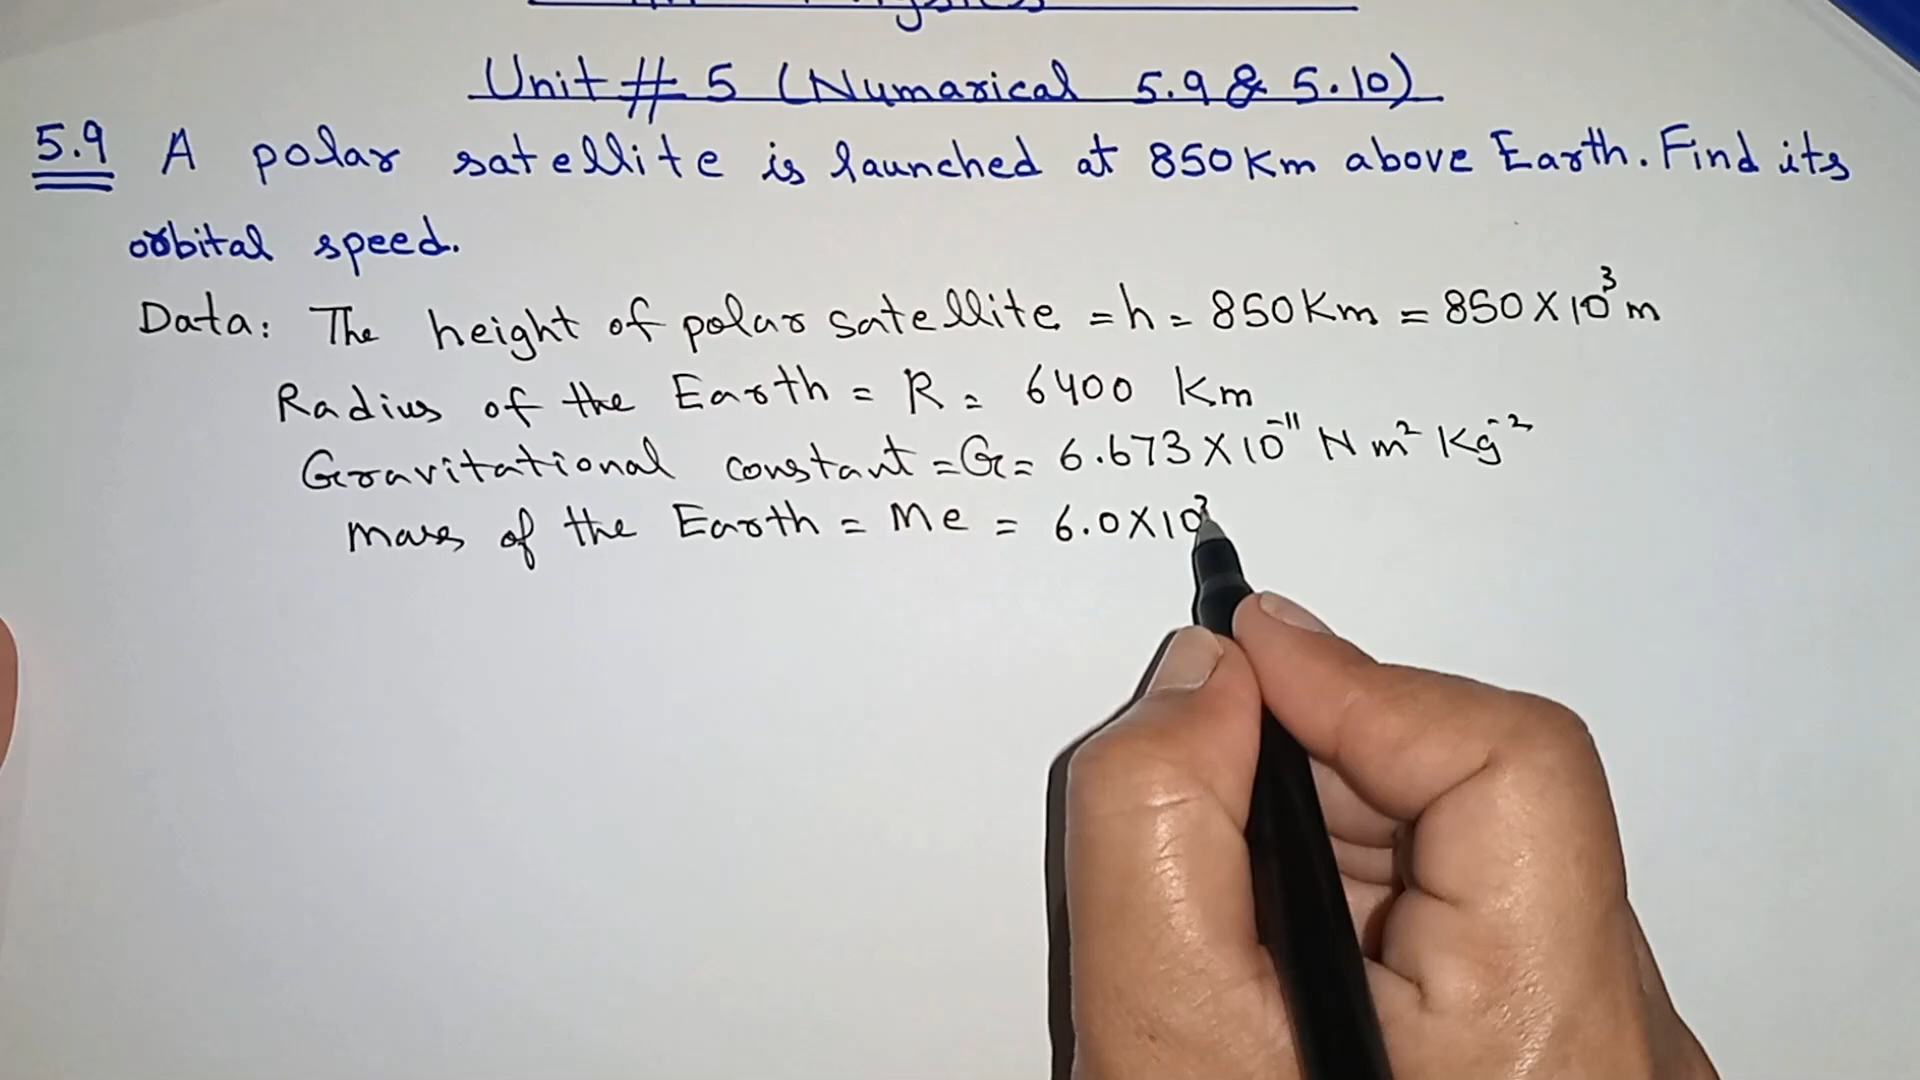 Physics
Unit # 5 (Numarical 5.9 & 5.10)
5.9 A polar satellite is launched at 850 Km above Earth. Find its
orbital speed.
Data: The height of polar satellite = h = 850 Km = 850 X 10³ m
Radius of the Earth = R = 6400 Km
Gravitational constant = G = 6.673 X 10⁻¹¹ N m² Kg⁻²
Mass of the Earth = Me = 6.0 X 10